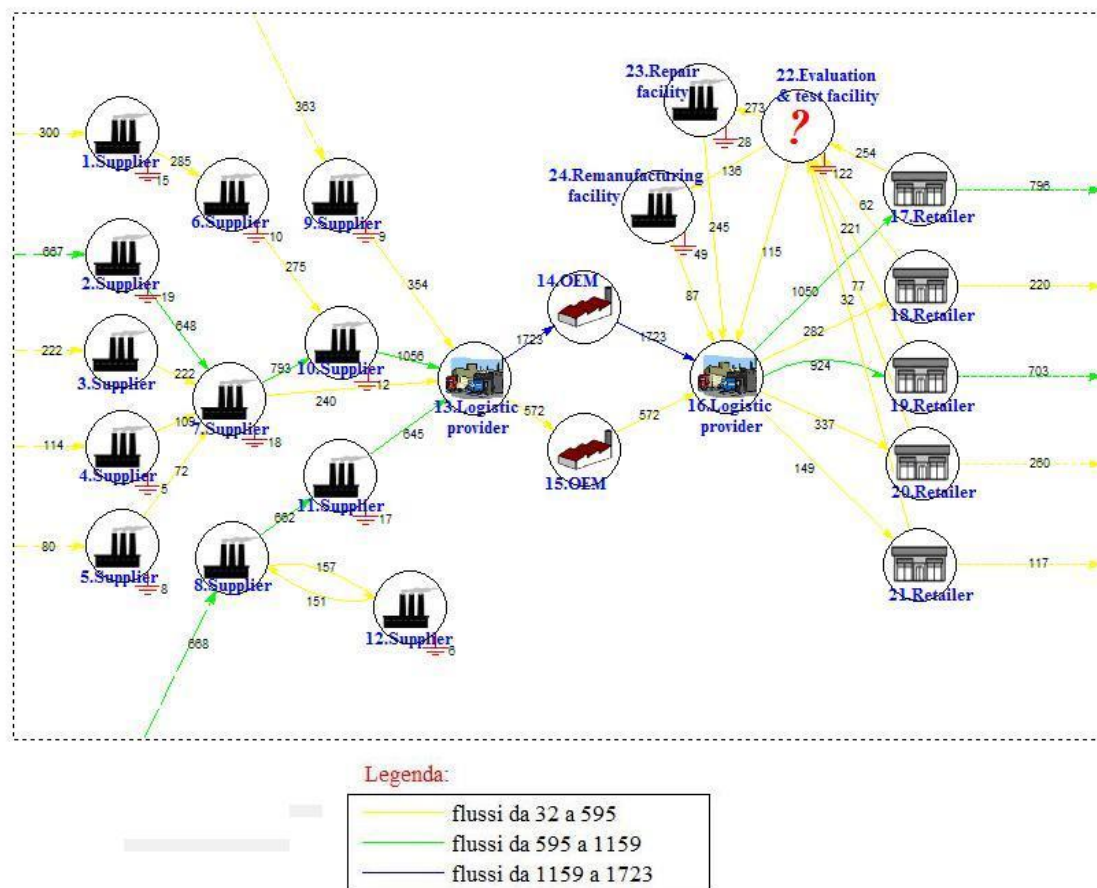 23.Repair
facility
22.Evaluation
& test facility
363
273
300
1.Supplier
28
254
285
15
24.Remanufacturing
facility
136
122
796
6.Supplier
9.Supplier
62
17.Retailer
10
9
245
221
667
49
115
275
2.Supplier
354
14.OEM
77
19
87
1050
32
220
648
282
18.Retailer
1723
1723
222
793
1056
924
3.Supplier
222
10.Supplier
703
12
13.Logistic
provider
16.Logistic
provider
19.Retailer
240
109
7.Supplier
572
572
337
18
645
114
260
4.Supplier
72
149
5
15.OEM
20.Retailer
11.Supplier
17
662
80
117
5.Supplier
157
8
8.Supplier
151
21.Retailer
12.Supplier
6
668
Legenda:
flussi da 32 a 595
flussi da 595 a 1159
flussi da 1159 a 1723